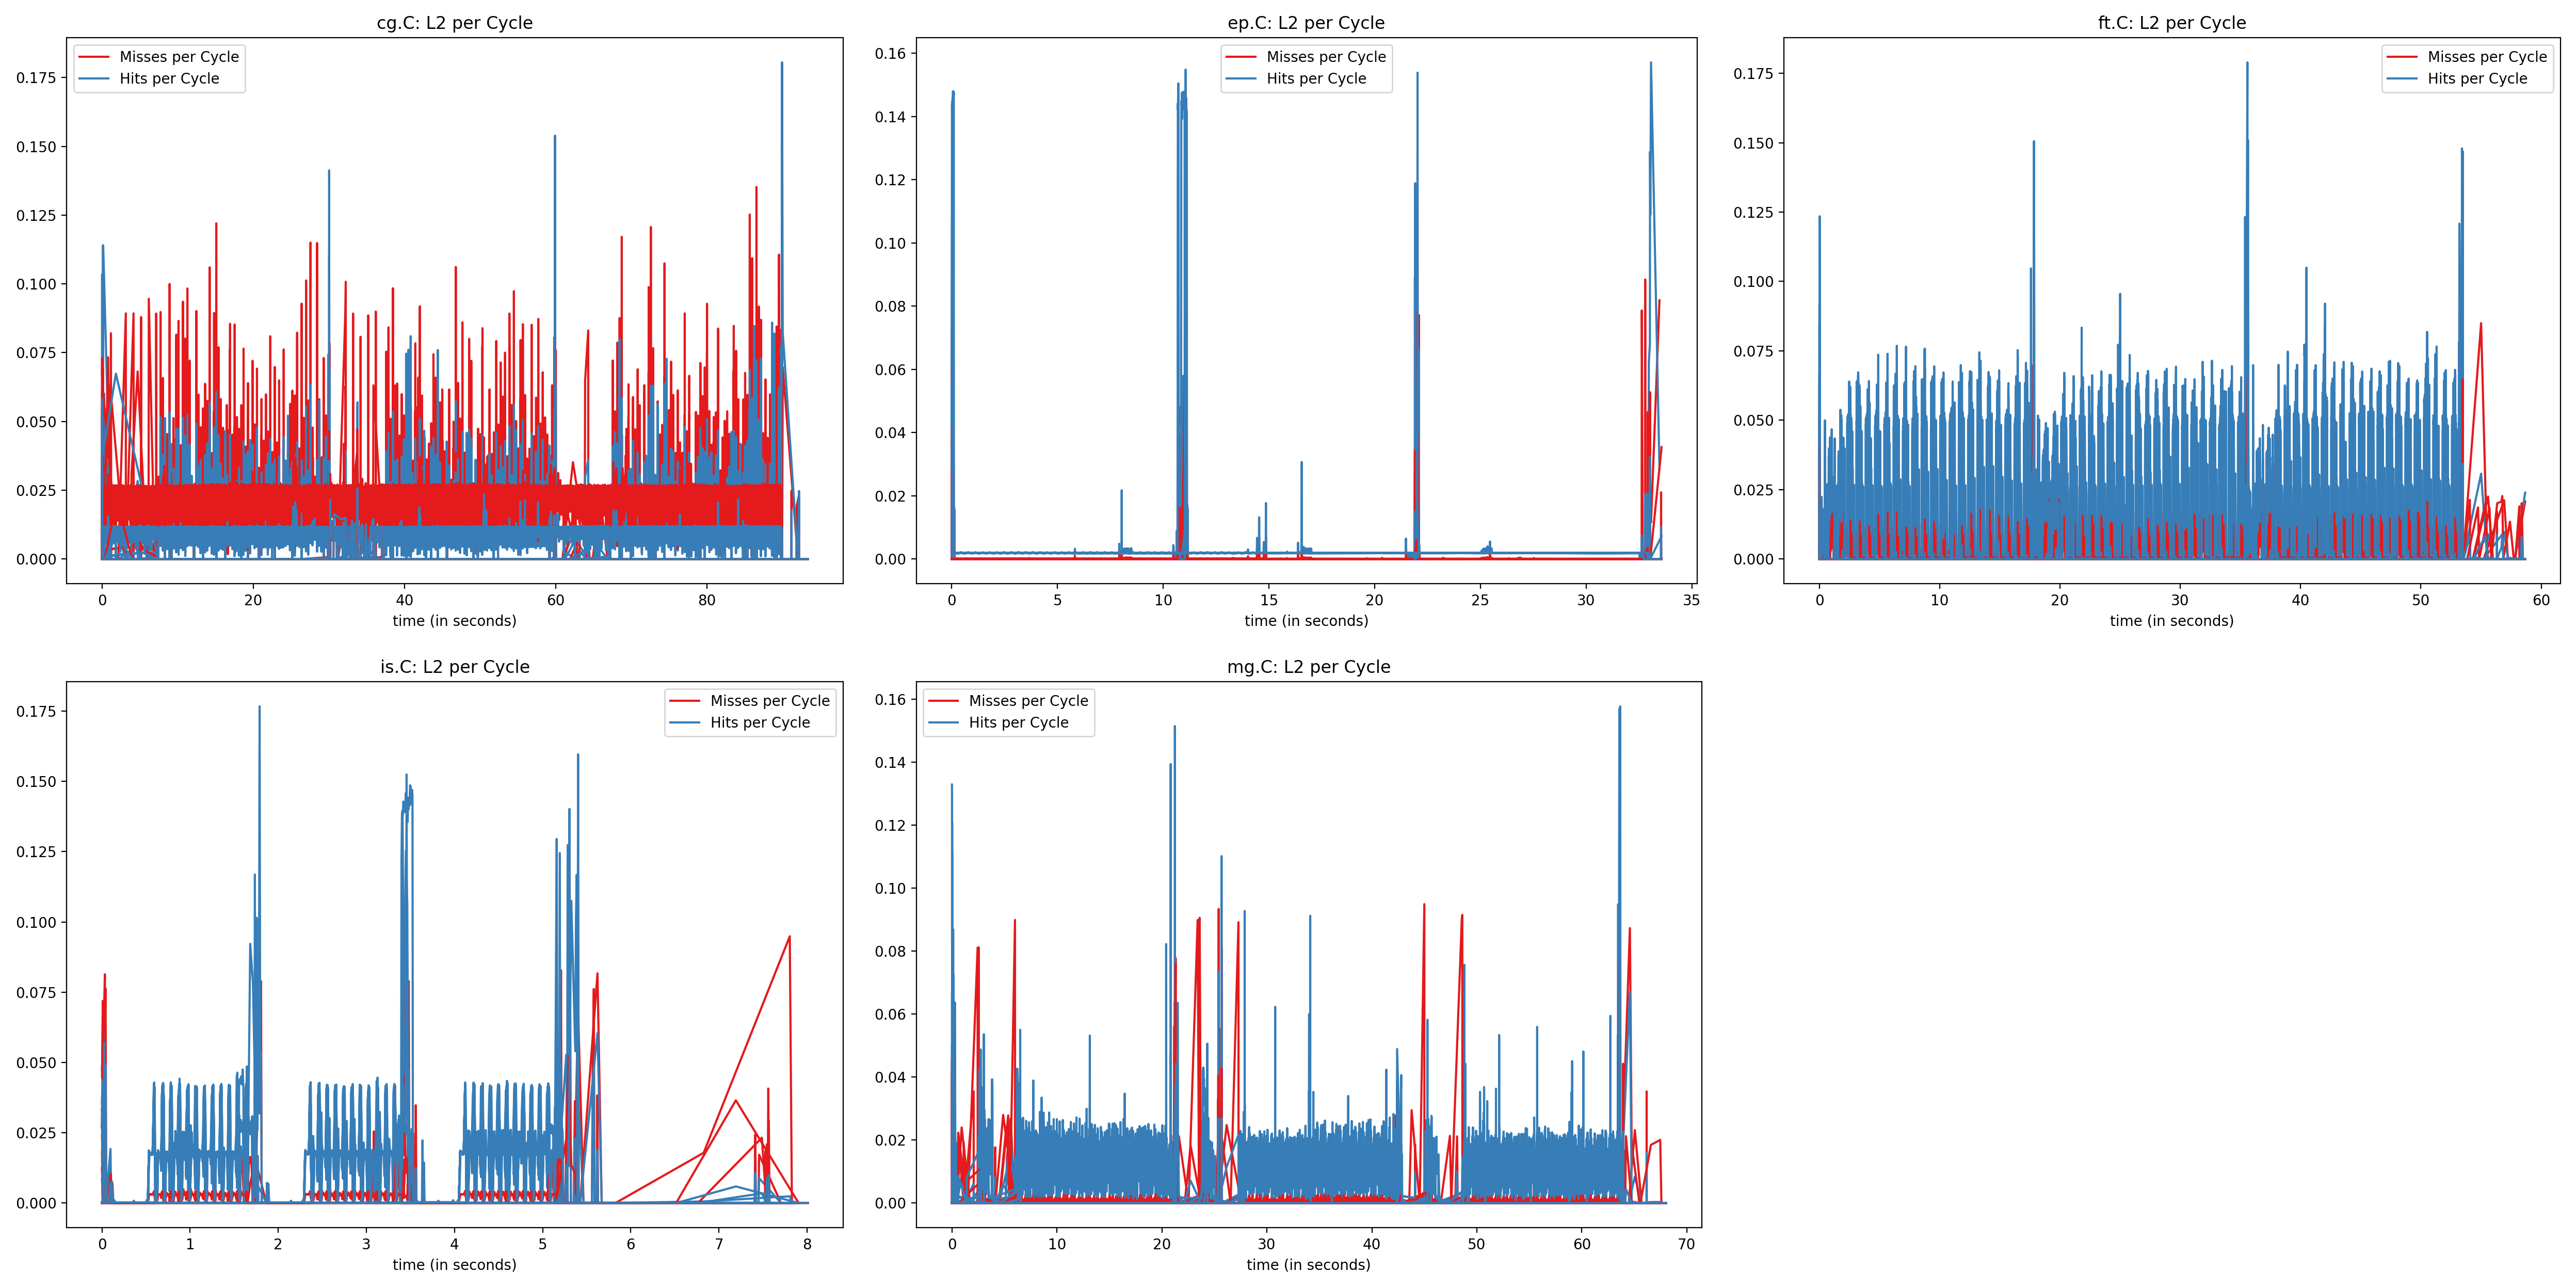 cg.C: L2 per Cycle
Misses per Cycle
Hits per Cycle
0.175
0.150
0.125
0.100
0.075
0.050
0.025
0.000
0 20 40 60 80
time (in seconds)
ep.C: L2 per Cycle
Misses per Cycle
Hits per Cycle
0.16
0.14
0.12
0.10
0.08
0.06
0.04
0.02
0.00
0 5 10 15 20 25 30 35
time (in seconds)
ft.C: L2 per Cycle
Misses per Cycle
Hits per Cycle
0.175
0.150
0.125
0.100
0.075
0.050
0.025
0.000
0 10 20 30 40 50 60
time (in seconds)
is.C: L2 per Cycle
Misses per Cycle
Hits per Cycle
0.175
0.150
0.125
0.100
0.075
0.050
0.025
0.000
0 1 2 3 4 5 6 7 8
time (in seconds)
mg.C: L2 per Cycle
Misses per Cycle
Hits per Cycle
0.16
0.14
0.12
0.10
0.08
0.06
0.04
0.02
0.00
0 10 20 30 40 50 60 70
time (in seconds)